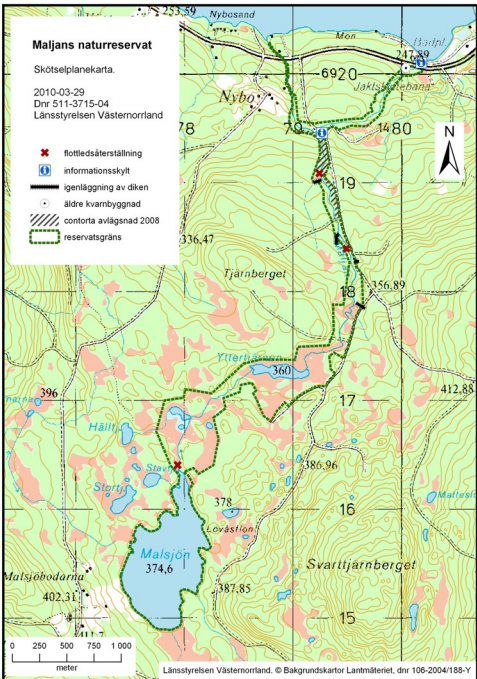 253,59
Nybosand
Mon
Badpl.
247,89
Maljans naturreservat
Skötselplanekarta.
2010-03-29
Dnr 511-3715-04
Länsstyrelsen Västernorrland
6920
Jaktskyttebana
Nybo
78
79
1480
N
flottledsåterställning
informationsskylt
igenläggning av diken
äldre kvarnbyggnad
contorta avlägsnad 2008
reservatsgräns
19
336,47
Tjärnberget
356,89
18
Yttertjärnen
360
396
412,88
17
Hällt
386,96
Stortj
378
16
Lövåsflon
Malsjön
374,6
Svarttjärnberget
Malsjöbodarna
387,85
402,31
15
411,7
0 250 500 750 1 000
meter
Länsstyrelsen Västernorrland. © Bakgrundskartor Lantmäteriet, dnr 106-2004/188-Y